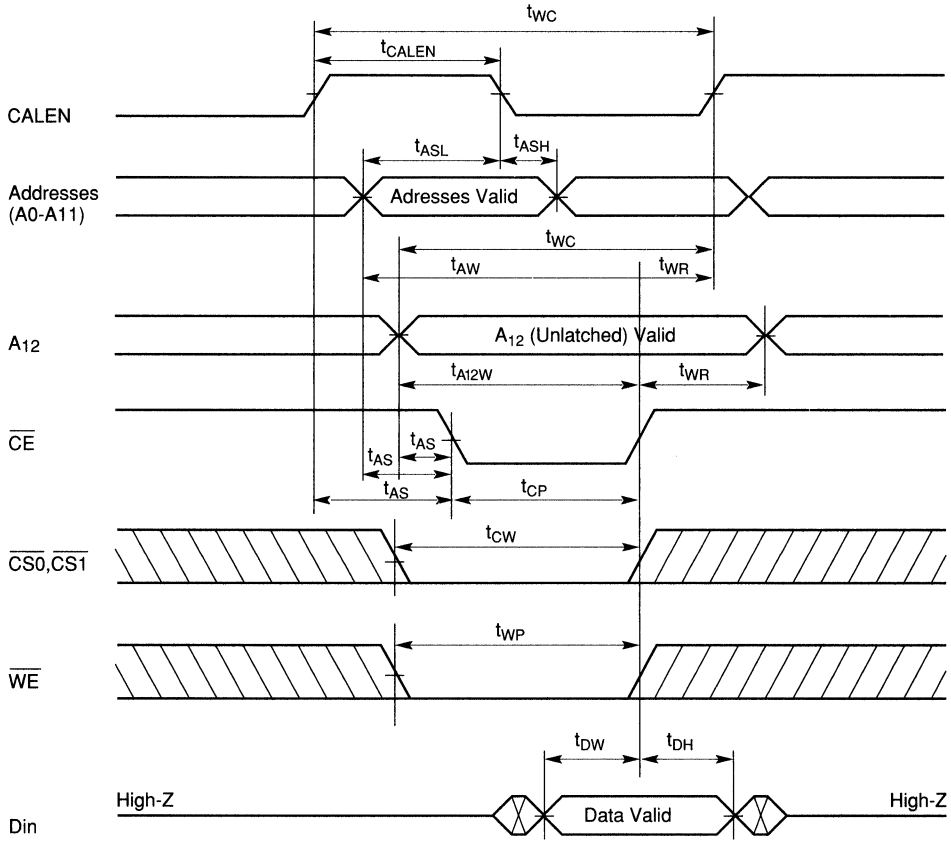 tWC
tCALEN
CALEN
tASL tASH
Addresses
(A0-A11)
Adresses Valid
tWC
tAW tWR
A12
A12 (Unlatched) Valid
tA12W tWR
CE
tAS
tAS
tAS tCP
tCW
CS0,CS1
tWP
WE
tDW tDH
High-Z
Data Valid
High-Z
Din